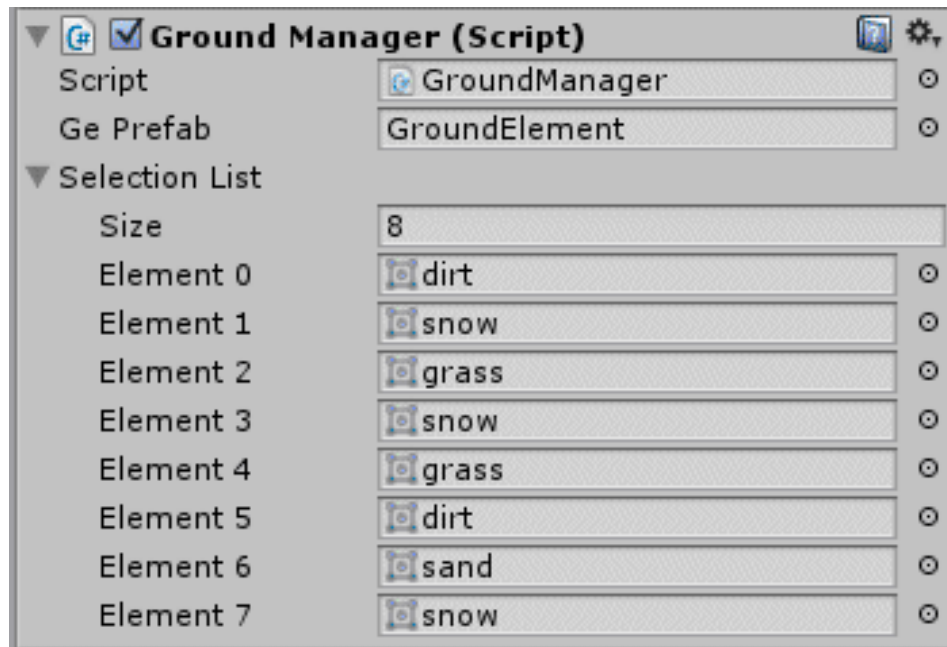 Ground Manager (Script)
Script GroundManager
Ge Prefab GroundElement
Selection List
Size 8
Element 0 dirt
Element 1 snow
Element 2 grass
Element 3 snow
Element 4 grass
Element 5 dirt
Element 6 sand
Element 7 snow